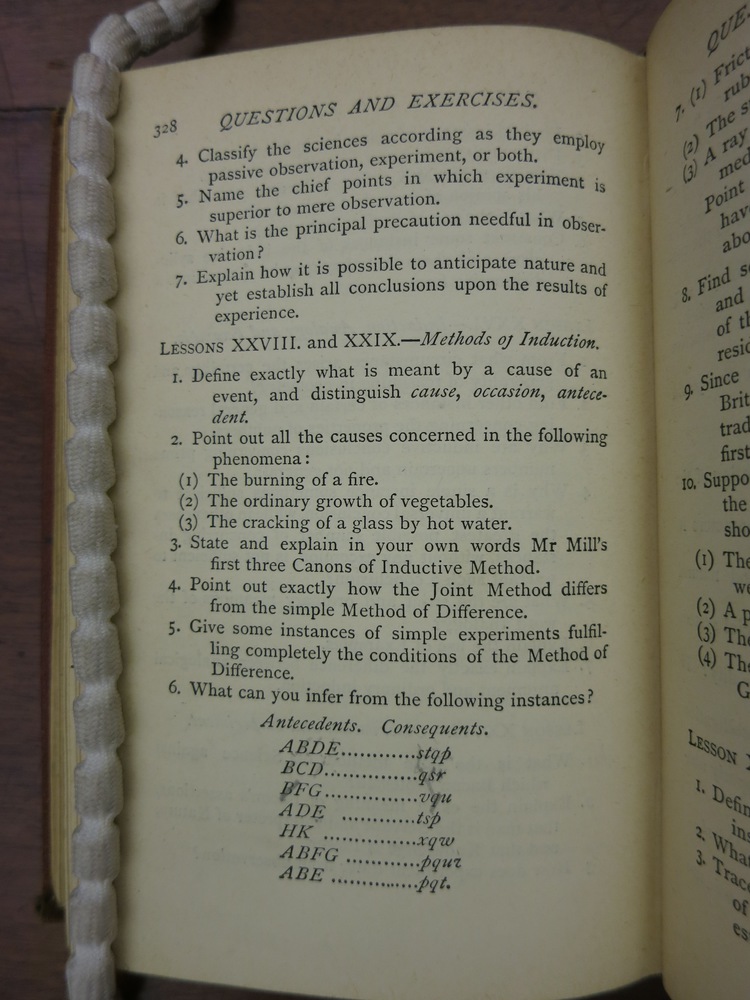 328 QUESTIONS AND EXERCISES.
4. Classify the sciences according as they employ
passive observation, experiment, or both.
5. Name the chief points in which experiment is
superior to mere observation.
6. What is the principal precaution needful in obser-
vation?
7. Explain how it is possible to anticipate nature and
yet establish all conclusions upon the results of
experience.
LESSONS XXVIII. and XXIX.—Methods of Induction.
1. Define exactly what is meant by a cause of an
event, and distinguish cause, occasion, antece-
dent.
2. Point out all the causes concerned in the following
phenomena:
(1) The burning of a fire.
(2) The ordinary growth of vegetables.
(3) The cracking of a glass by hot water.
3. State and explain in your own words Mr Mill's
first three Canons of Inductive Method.
4. Point out exactly how the Joint Method differs
from the simple Method of Difference.
5. Give some instances of simple experiments fulfil-
ling completely the conditions of the Method of
Difference.
6. What can you infer from the following instances?
Antecedents. Consequents.
ABDE............stqp
BCD..............qsr
BFG..............vqu
ADE ............tsp
HK ..............xqw
ABFG ............pquv
ABE ..............pqt.
QUES
7. (1) Frict
rub
(2) The s
(3) A ray
med
Point
hav
abo
8. Find s
and
of th
resi
9. Since
Brit
trad
first
10. Suppo
the
sho
(1) The
we
(2) A p
(3) The
(4) The
G
LESSON
1. Defin
ins
2. What
3. Trac
of
es